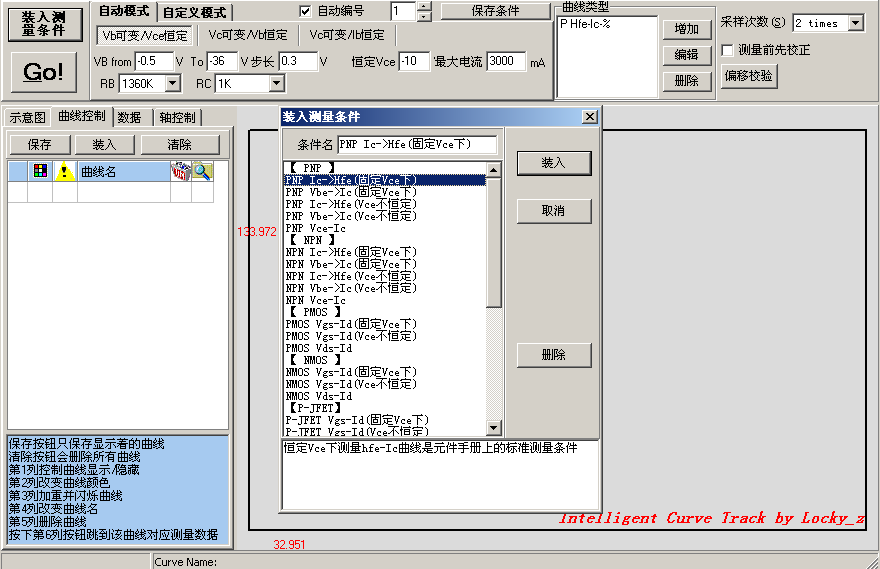 装入测
量条件
Go!
自动模式
自定义模式
自动编号
1
保存条件
Vb可变/Vce恒定
Vc可变/Vb恒定
Vc可变/Ib恒定
VB from -0.5 V To -36 V 步长 0.3 V 恒定Vce -10 最大电流 3000 mA
RB 1360K RC 1K
曲线类型
P Hfe-Ic-%
增加
编辑
删除
采样次数(S) 2 times
测量前先校正
偏移校验
示意图
曲线控制
数据
轴控制
保存
装入
清除
曲线名
保存按钮只保存显示着的曲线
清除按钮会删除所有曲线
第1列控制曲线显示/隐藏
第2列改变曲线颜色
第3列加重并闪烁曲线
第4列改变曲线名
第5列删除曲线
按下第6列按钮跳到该曲线对应测量数据
133.972
装入测量条件
条件名 PNP Ic->Hfe(固定Vce下)
【 PNP 】
PNP Ic->Hfe(固定Vce下)
PNP Vbe->Ic(固定Vce下)
PNP Ic->Hfe(Vce不恒定)
PNP Vbe->Ic(Vce不恒定)
PNP Vce-Ic
【 NPN 】
NPN Ic->Hfe(固定Vce下)
NPN Vbe->Ic(固定Vce下)
NPN Ic->Hfe(Vce不恒定)
NPN Vbe->Ic(Vce不恒定)
NPN Vce-Ic
【 PMOS 】
PMOS Vgs-Id(固定Vce下)
PMOS Vgs-Id(Vce不恒定)
PMOS Vds-Id
【 NMOS 】
NMOS Vgs-Id(固定Vce下)
NMOS Vgs-Id(Vce不恒定)
NMOS Vds-Id
【P-JFET】
P-JFET Vgs-Id(固定Vce下)
P-JFET Vgs-Id(Vce不恒定)
装入
取消
删除
恒定Vce下测量hfe-Ic曲线是元件手册上的标准测量条件
Intelligent Curve Track by Locky_z
32.951
Curve Name: